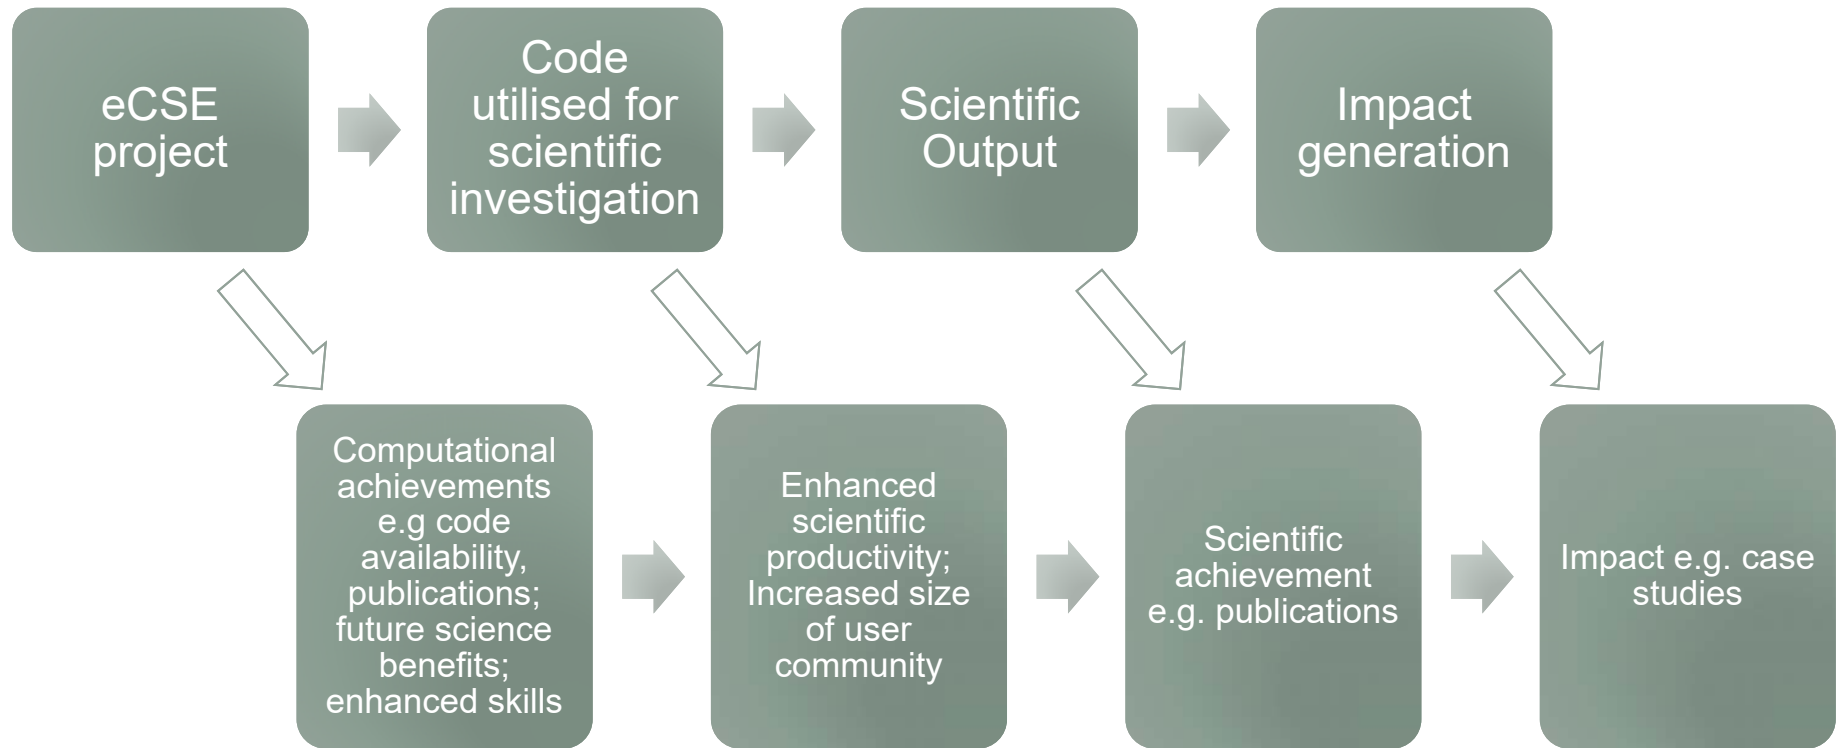 eCSE
project
Code
utilised for
scientific
investigation
Scientific
Output
Impact
generation
Computational
achievements
e.g code
availability,
publications;
future science
benefits;
enhanced skills
Enhanced
scientific
productivity;
Increased size
of user
community
Scientific
achievement
e.g. publications
Impact e.g. case
studies